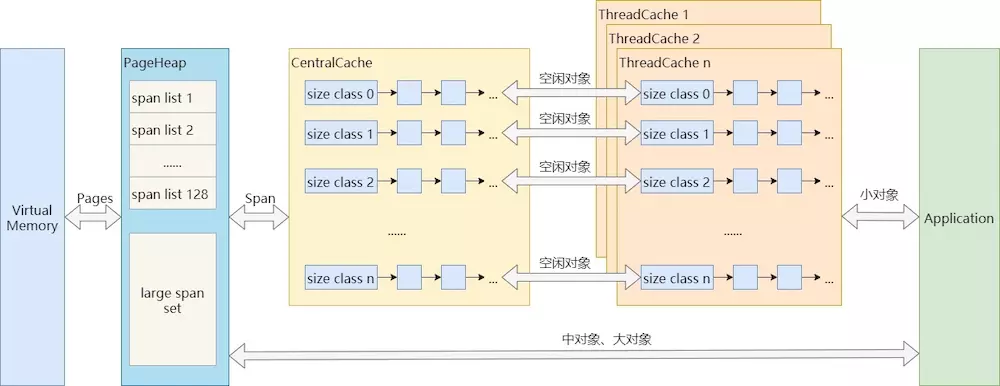 Virtual
Memory
Pages
PageHeap
span list 1
span list 2
......
span list 128
large span
set
Span
CentralCache
size class 0
...
size class 1
...
size class 2
...
......
size class n
...
空闲对象
空闲对象
空闲对象
空闲对象
ThreadCache 1
ThreadCache 2
ThreadCache n
size class 0
...
size class 1
...
size class 2
...
......
size class n
...
小对象
中对象、大对象
Application